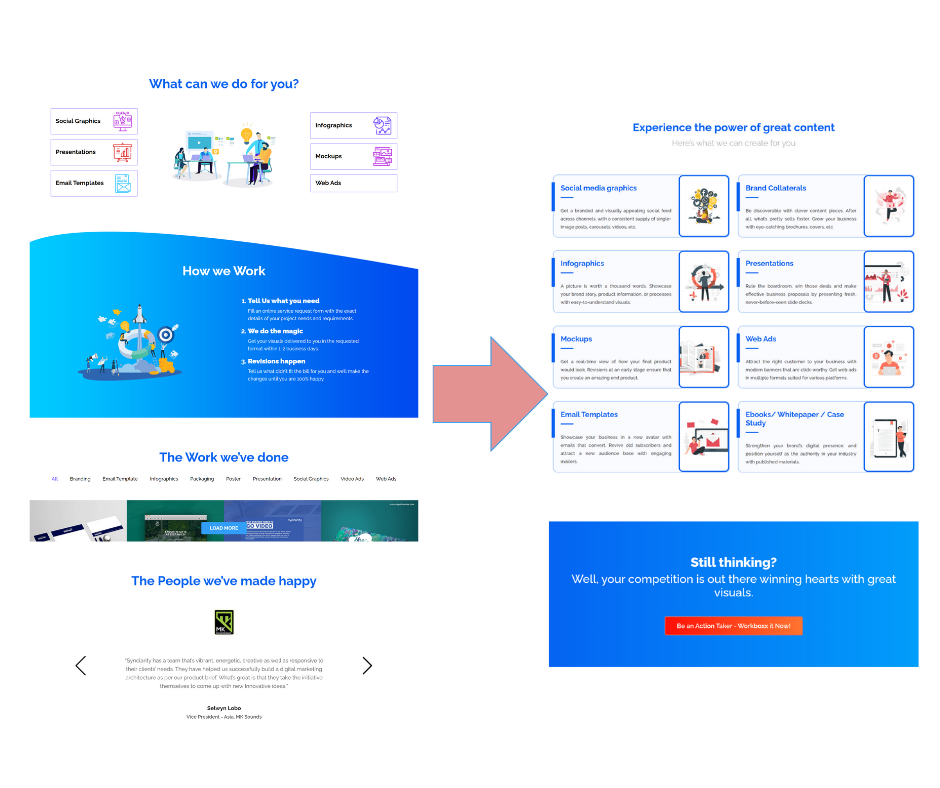 What can we do for you?
Social Graphics
Presentations
Email Templates
Infographics
Mockups
Web Ads
How we Work
1. Tell Us what you need
Fill an online service request form with the exact
details of your project needs and requirements.
2. We do the magic
Get your visuals delivered to you in the requested
format within 1-2 business days.
3. Revisions happen
Tell us what didn't fit the bill for you and we'll make the
changes until you are 100% happy.
The Work we've done
All Branding Email Template Infographics Packaging Poster Presentation Social Graphics Video Ads Web Ads
LOAD MORE
The People we've made happy
MK
"Syndarity has a team that's vibrant, energetic, creative as well as responsive to
their clients' needs. They have helped us successfully build a digital marketing
architecture as per our product brief. What's great is that they take the initiative
themselves to come up with new innovative ideas."
Selwyn Lobo
Vice President - Asia, MK Sounds
Experience the power of great content
Here's what we can create for you
Social media graphics
Get a branded and visually appealing social feed
across channels, with a consistent supply of single-
image posts, carousels, videos, etc.
Brand Collaterals
Be discoverable with clever content pieces. After
all, what's pretty sells faster. Grow your business
with eye-catching brochures, covers, etc
Infographics
A picture is worth a thousand words. Showcase
your brand story, product information, or processes
with easy-to-understand visuals.
Presentations
Rule the boardroom, win those deals and make
effective business proposals by presenting fresh,
never-before-seen slide decks.
Mockups
Get a real-time view of how your final product
would look. Revisions at an early stage ensure that
you create an amazing end product.
Web Ads
Attract the right customer to your business with
modern banners that are click-worthy. Get web ads
in multiple formats suited for various platforms.
Email Templates
Showcase your business in a new avatar with
emails that convert. Revive old subscribers and
attract a new audience base with engaging
mailers.
Ebooks/ Whitepaper / Case
Study
Strengthen your brand's digital presence, and
position yourself as the authority in your industry
with published materials.
Still thinking?
Well, your competition is out there winning hearts with great
visuals.
Be an Action Taker - Workboxx it Now!